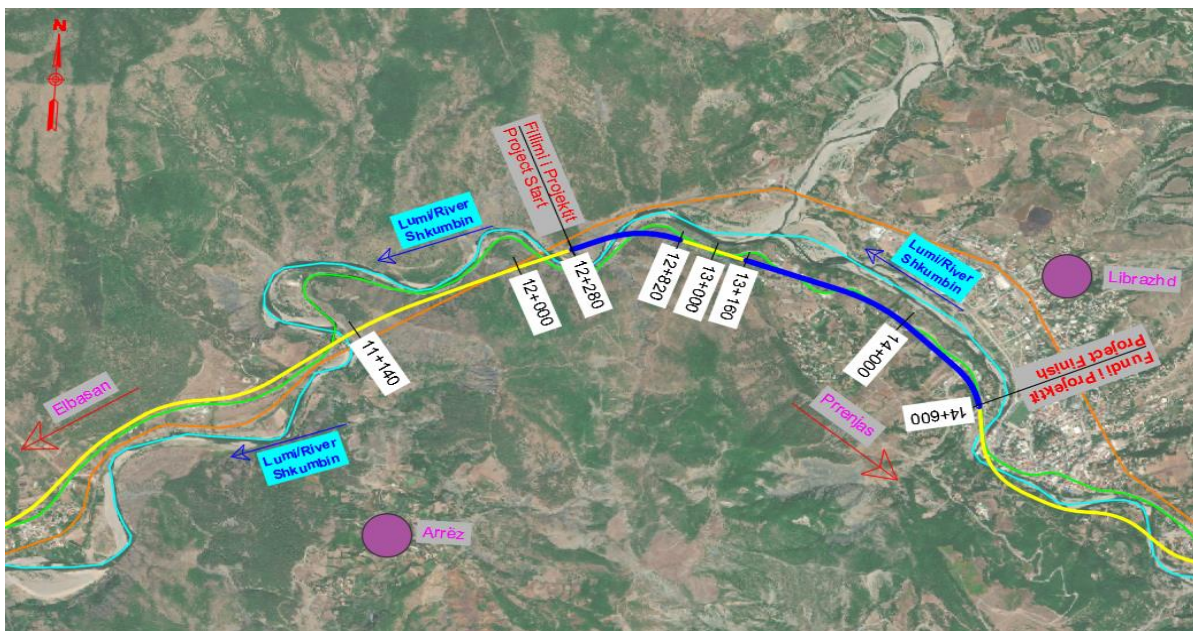 N
Fillimi i Projektit
Project Start
Lumi/River
Shkumbin
Lumi/River
Shkumbin
Librazhd
12+000
12+280
12+820
13+000
13+160
14+000
11+140
Fundi i Projektit
Project Finish
14+600
Elbasan
Prrenjas
Lumi/River
Shkumbin
Arrëz